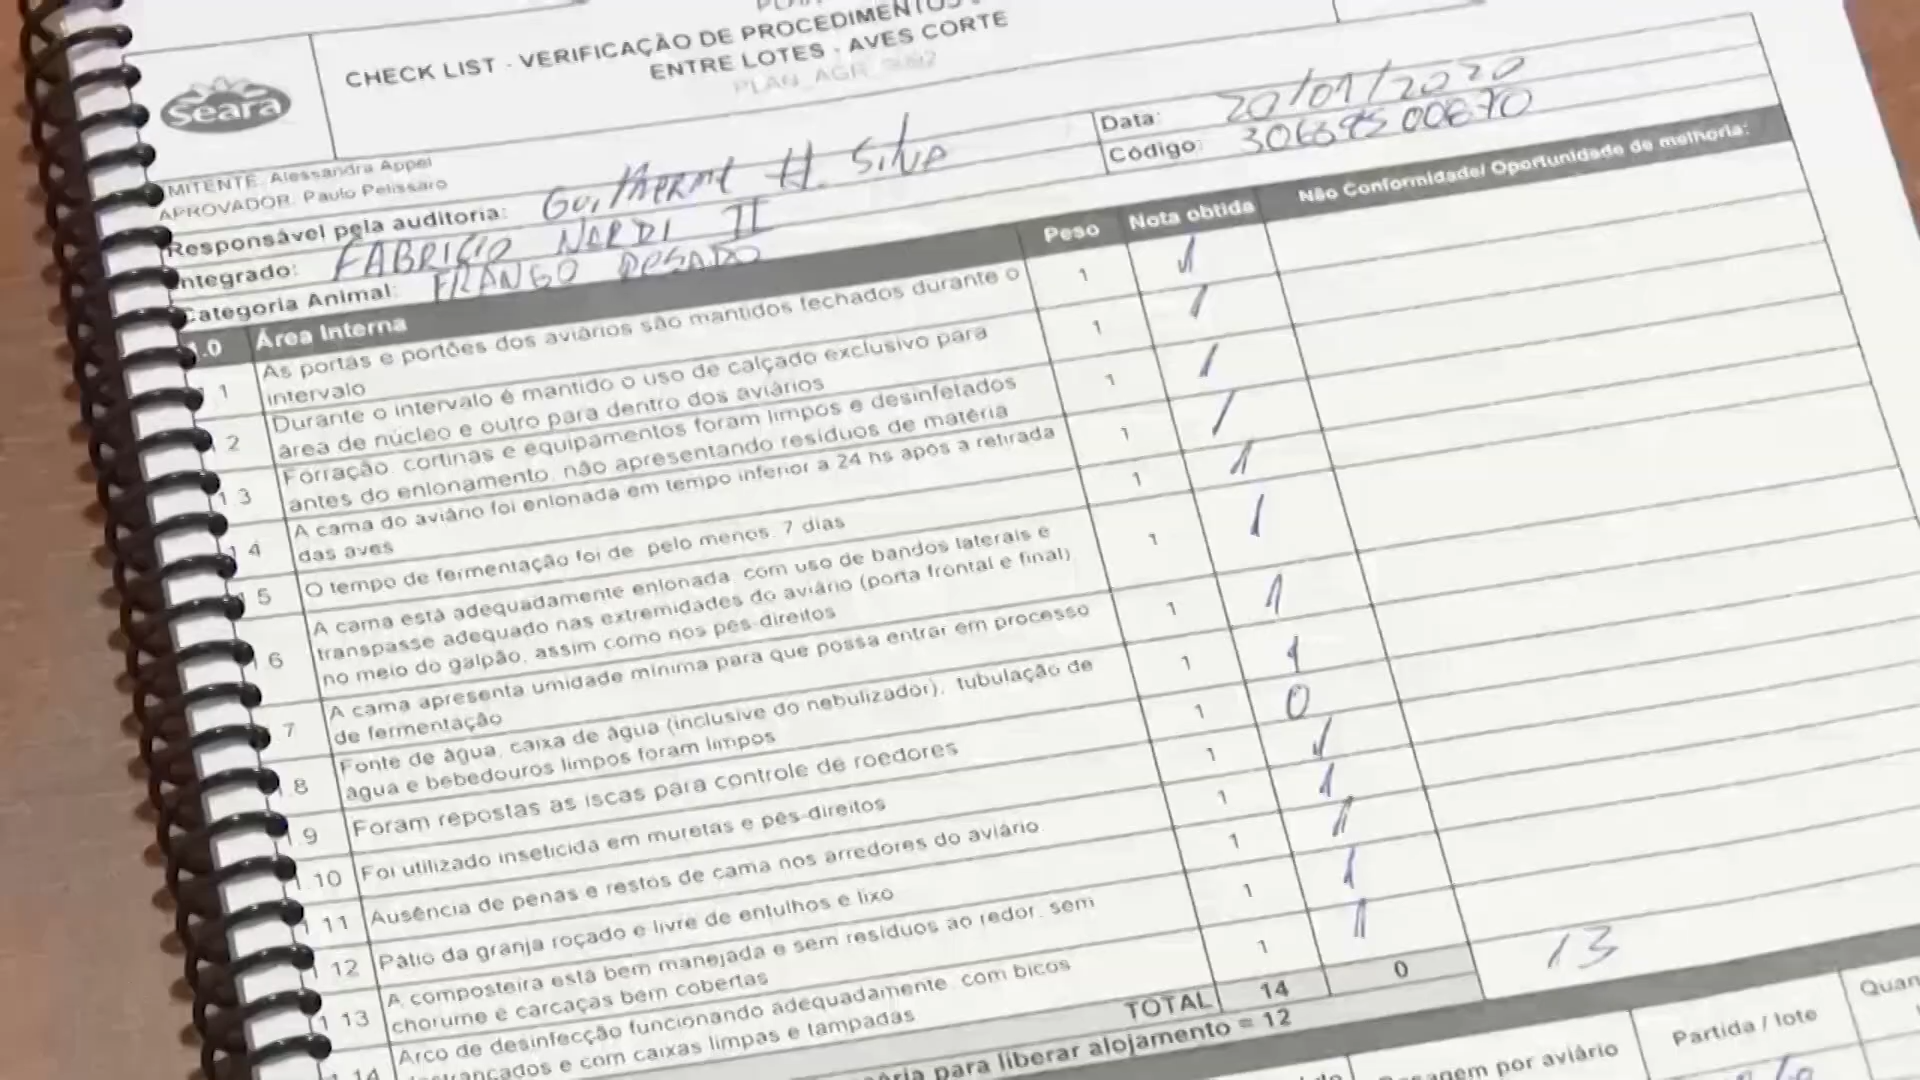 CHECK LIST - VERIFICAÇÃO DE PROCEDIMENTOS
ENTRE LOTES - AVES CORTE
PLAN_AGR
Seara
MITENTE: Alessandra Appel
APROVADOR: Paulo Pelissaro
Data: 20/01/2020
Código:
Responsável pela auditoria: Guilherme H. Silva
ntegrado: FABRICIO NARDI II
Categoria Animal: FRANGO PESADO
1.0 Área Interna Peso Nota obtida Não Conformidade/ Oportunidade de melhoria:
1 As portas e portões dos aviários são mantidos fechados durante o 1 1
intervalo
2 Durante o intervalo é mantido o uso de calçado exclusivo para 1 1
área de núcleo e outro para dentro dos aviários
1 3 Forração, cortinas e equipamentos foram limpos e desinfetados 1 1
antes do enlonamento, não apresentando resíduos de matéria
1 4 A cama do aviário foi enlonada em tempo inferior a 24 hs após a retirada 1 1
das aves
5 O tempo de fermentação foi de, pelo menos, 7 dias 1 1
6 A cama está adequadamente enlonada, com uso de bandos laterais e 1 1
transpasse adequado nas extremidades do aviário (porta frontal e final)
no meio do galpão, assim como nos pés-direitos
7 A cama apresenta umidade mínima para que possa entrar em processo 1 1
de fermentação
.8 Fonte de água, caixa de água (inclusive do nebulizador), tubulação de 1 1
água e bebedouros limpos foram limpos
.9 Foram repostas as iscas para controle de roedores 1 0
.10 Foi utilizado inseticida em muretas e pés-direitos 1 1
1 11 Ausência de penas e restos de cama nos arredores do aviário 1 1
1 12 Pátio da granja roçado e livre de entulhos e lixo 1 1
1 13 A composteira está bem manejada e sem resíduos ao redor, sem 1 1
chorume e carcaças bem cobertas
1 14 Arco de desinfecção funcionando adequadamente, com bicos 1 1
e com caixas limpas e tampadas
TOTAL 14 0 13
para liberar alojamento = 12
por aviário
Partida / lote
Quan